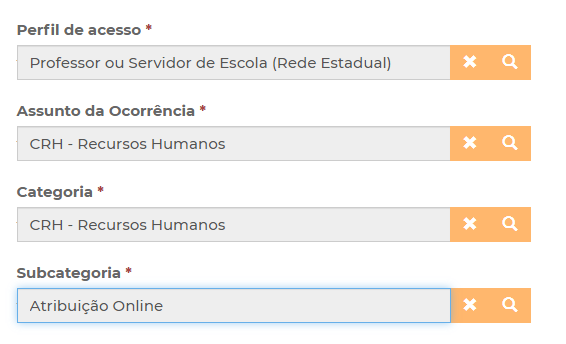 Perfil de acesso *
Professor ou Servidor de Escola (Rede Estadual)
Assunto da Ocorrência *
CRH - Recursos Humanos
Categoria *
CRH - Recursos Humanos
Subcategoria *
Atribuição Online